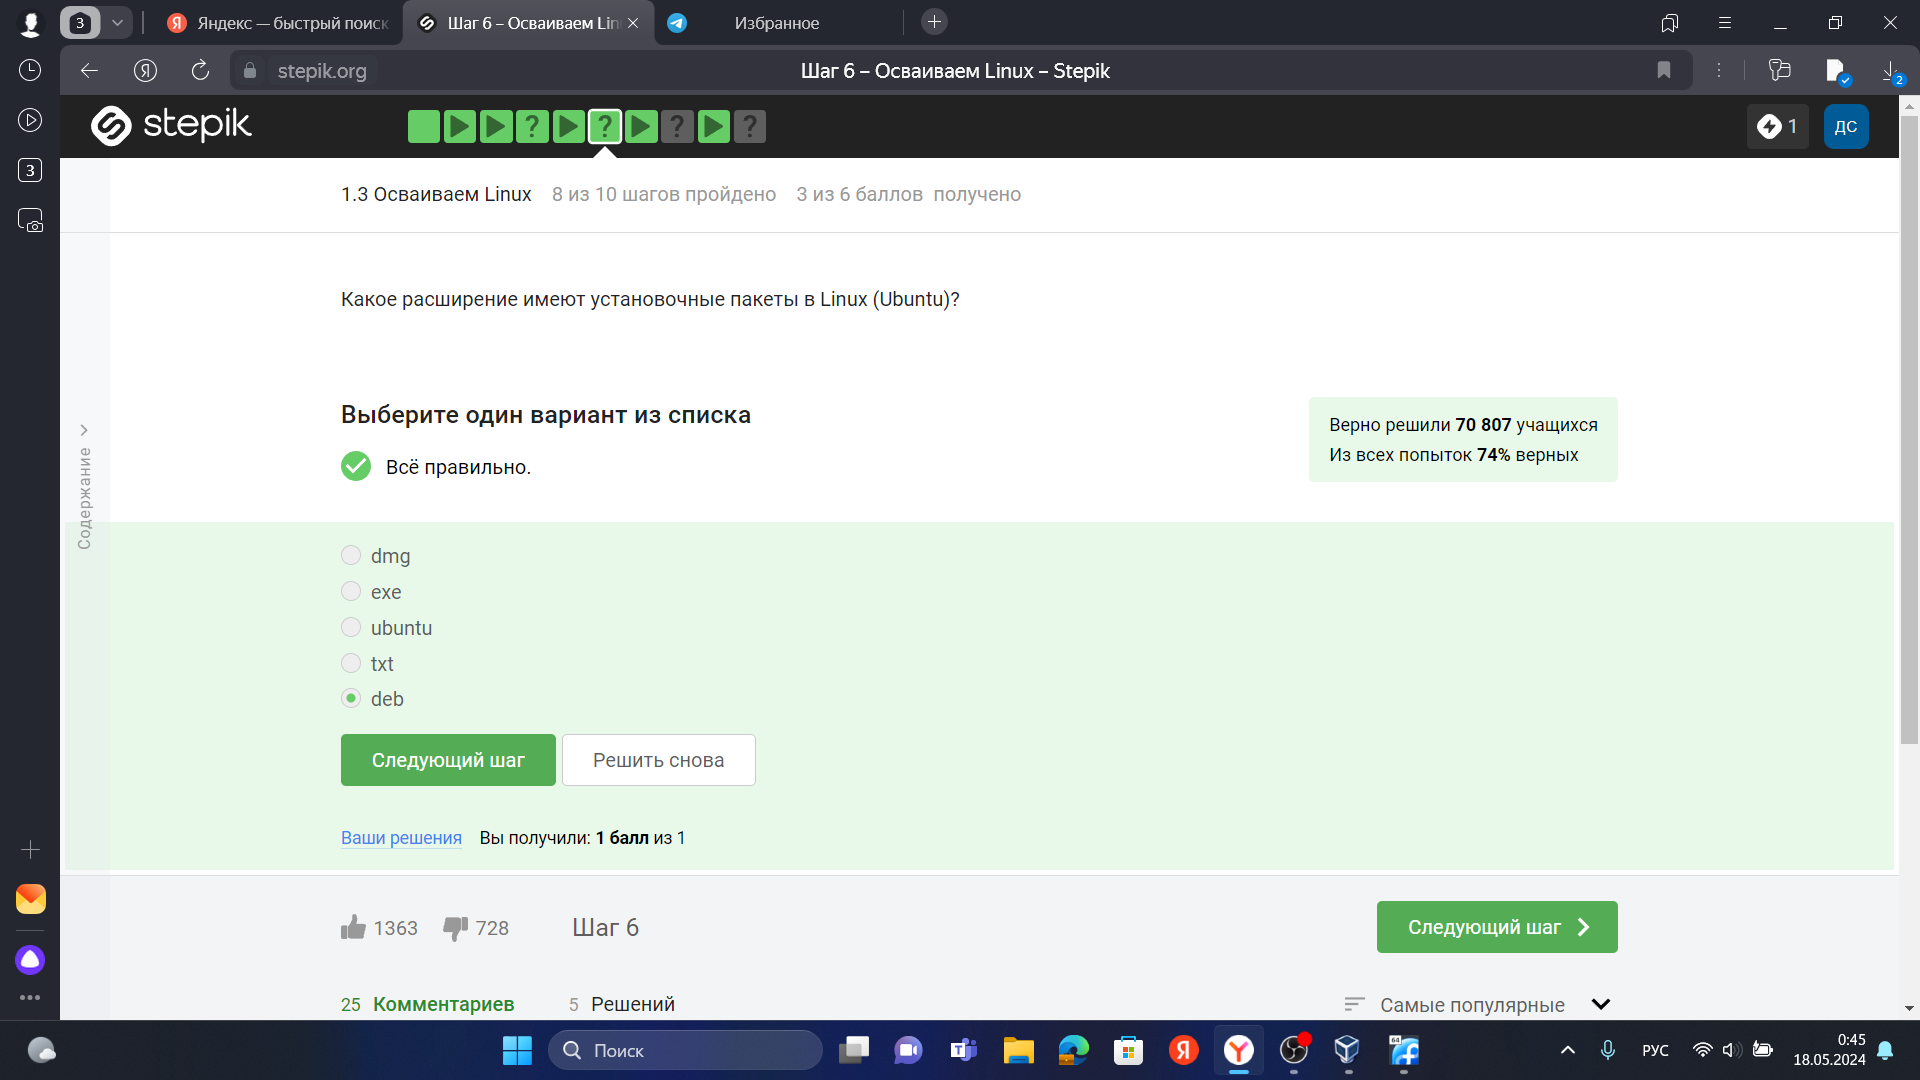 3
Яндекс — быстрый поиск
Шаг 6 – Осваиваем Lin
Избранное
stepik.org
Шаг 6 – Осваиваем Linux – Stepik
2
3
stepik
? ? ? ?
1
ДС
1.3 Осваиваем Linux 8 из 10 шагов пройдено 3 из 6 баллов получено
Содержание
Какое расширение имеют установочные пакеты в Linux (Ubuntu)?
Выберите один вариант из списка
Всё правильно.
Верно решили 70 807 учащихся
Из всех попыток 74% верных
dmg
exe
ubuntu
txt
deb
Следующий шаг
Решить снова
Ваши решения Вы получили: 1 балл из 1
1363 728 Шаг 6
Следующий шаг
25 Комментариев 5 Решений
Самые популярные
Поиск
64
РУС
0:45
18.05.2024